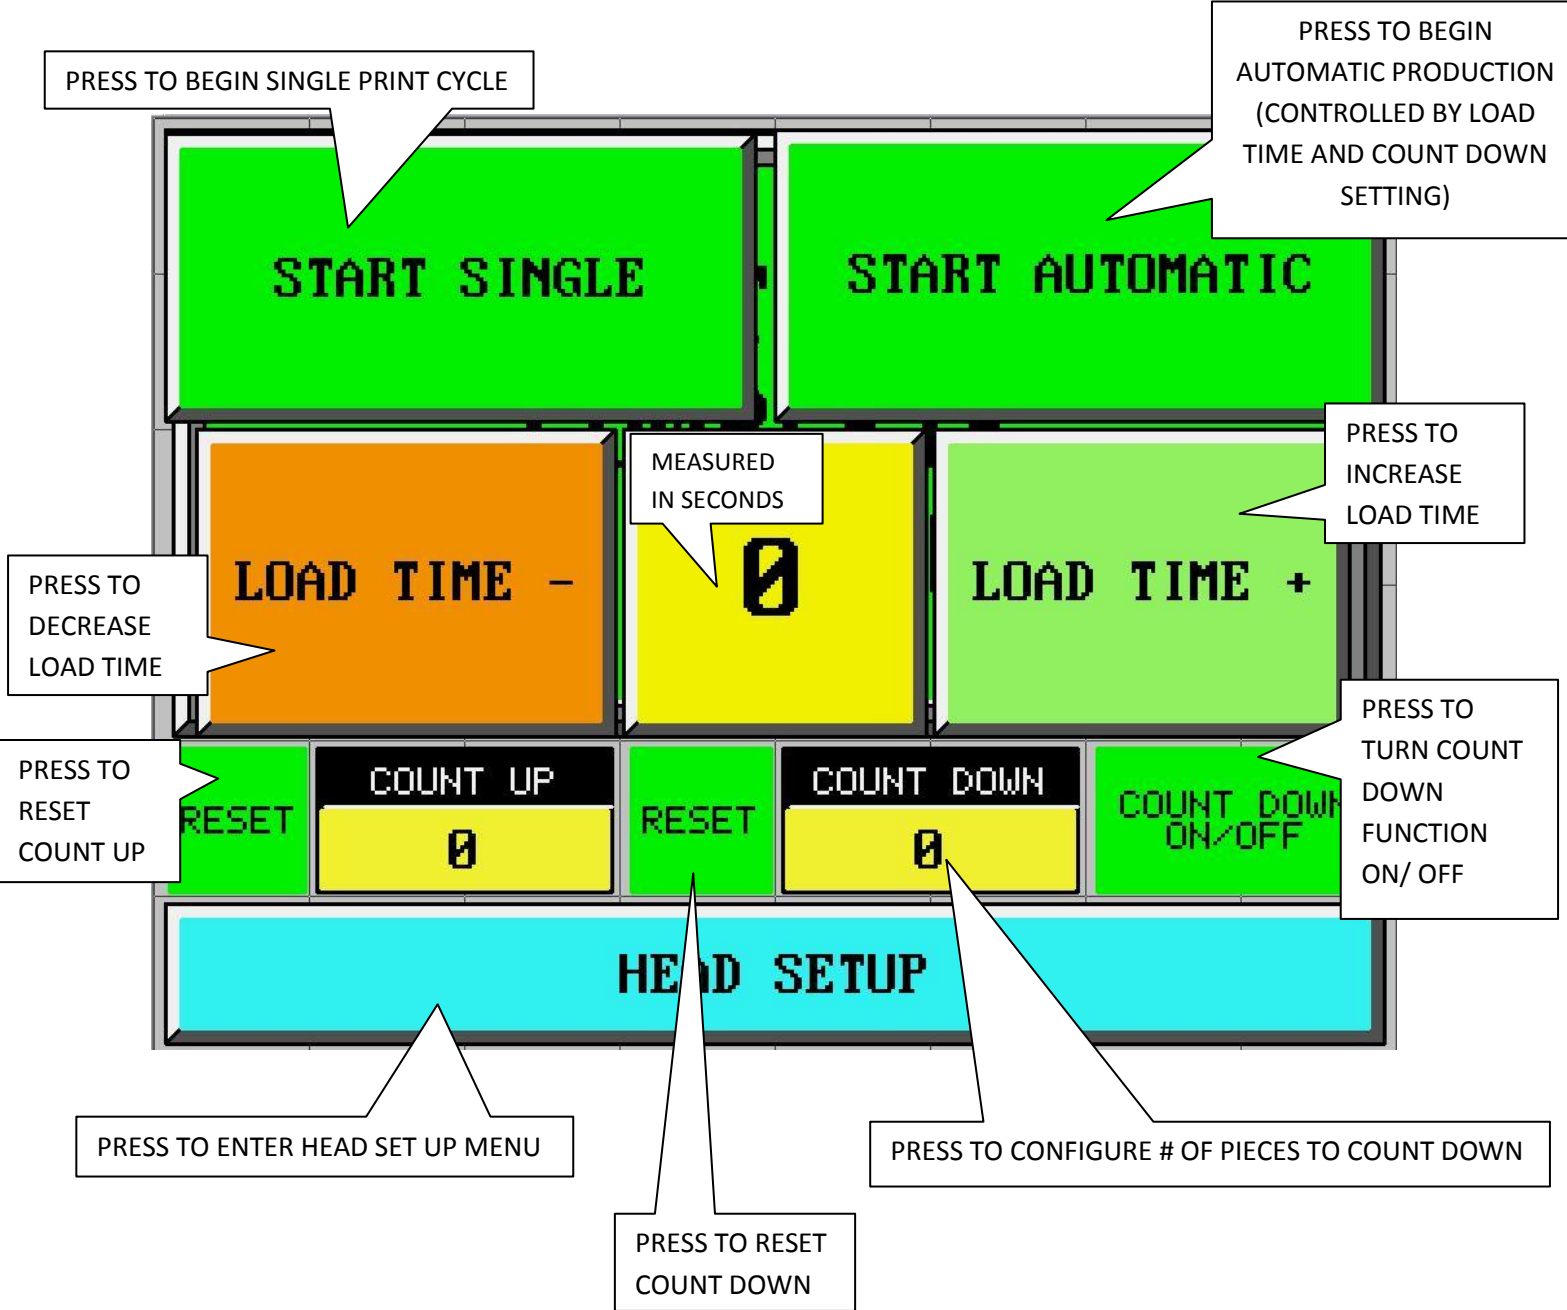 PRESS TO BEGIN SINGLE PRINT CYCLE
PRESS TO BEGIN
AUTOMATIC PRODUCTION
(CONTROLLED BY LOAD
TIME AND COUNT DOWN
SETTING)
START SINGLE
START AUTOMATIC
MEASURED
IN SECONDS
PRESS TO
INCREASE
LOAD TIME
PRESS TO
DECREASE
LOAD TIME
LOAD TIME -
0
LOAD TIME +
PRESS TO
RESET
COUNT UP
RESET
COUNT UP
0
RESET
COUNT DOWN
0
COUNT DOWN
ON/OFF
PRESS TO
TURN COUNT
DOWN
FUNCTION
ON/ OFF
HEAD SETUP
PRESS TO ENTER HEAD SET UP MENU
PRESS TO CONFIGURE # OF PIECES TO COUNT DOWN
PRESS TO RESET
COUNT DOWN